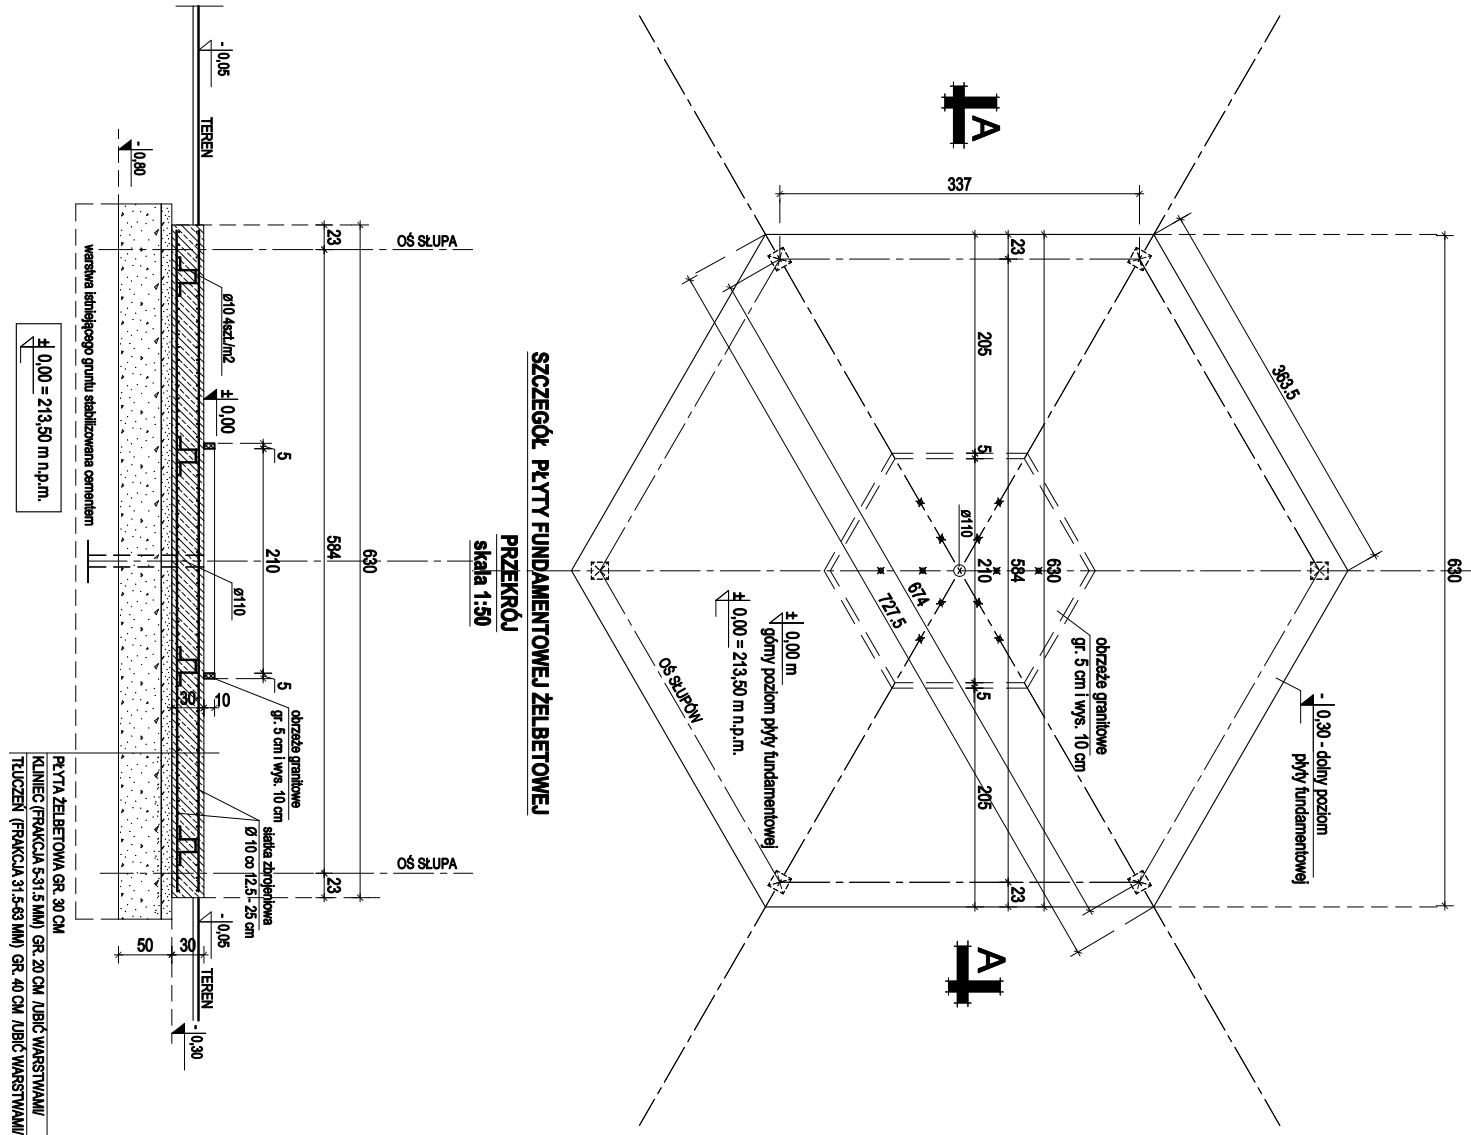 630
- 0,30 - dolny poziom
płyty fundamentowej
363.5
obrzeże granitowe
gr. 5 cm i wys. 10 cm
A
A
337
23
205
5
630
584
210
5
205
23
ø110
674
727.5
± 0,00 m
górny poziom płyty fundamentowej
± 0,00 = 213,50 m n.p.m.
OŚ SŁUPÓW
SZCZEGÓŁ PŁYTY FUNDAMENTOWEJ ŻELBETOWEJ
PRZEKRÓJ
skala 1:50
OŚ SŁUPA
OŚ SŁUPA
630
23
584
23
5
210
5
ø110
- 0,05
TEREN
ø10 4szt./m2
± 0,00
30
10
obrzeże granitowe
gr. 5 cm i wys. 10 cm
siatka zbrojeniowa
Ø 10 co 12.5 - 25 cm
- 0,05
TEREN
- 0,80
- 0,30
50
30
warstwa istniejącego gruntu stabilizowana cementem
± 0,00 = 213,50 m n.p.m.
PŁYTA ŻELBETOWA GR. 30 CM
KLINIEC (FRAKCJA 5-31.5 MM) GR. 20 CM /UBIĆ WARSTWAMI/
TŁUCZEŃ (FRAKCJA 31.5-63 MM) GR. 40 CM /UBIĆ WARSTWAMI/